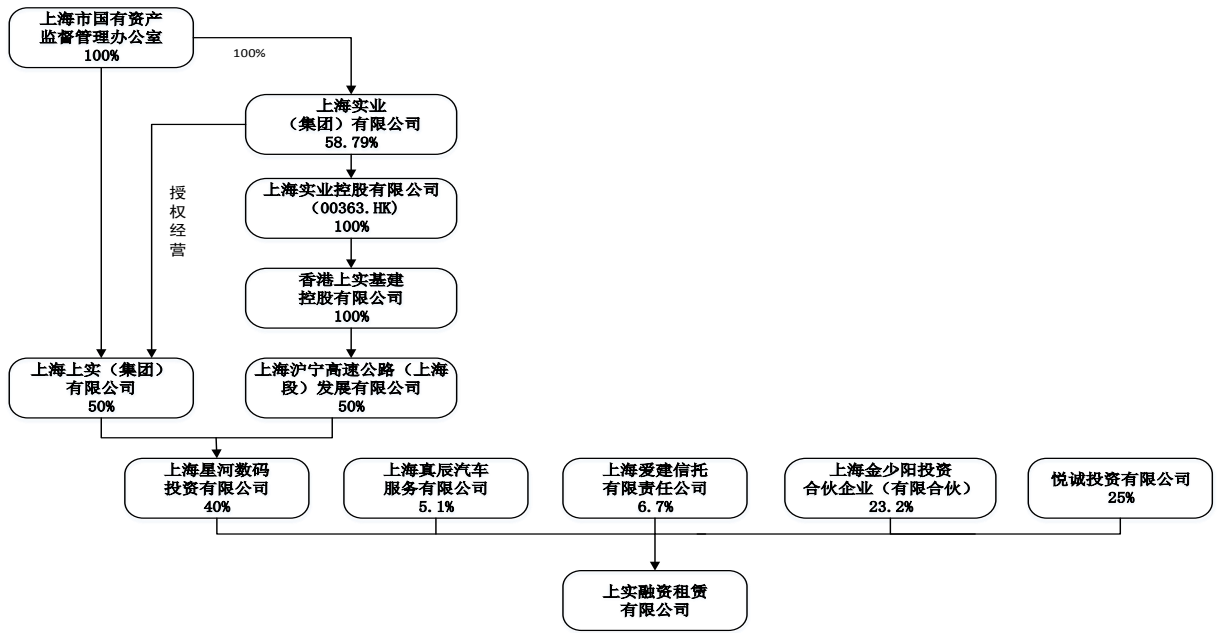 上海市国有资产
监督管理办公室
100%
100%
上海实业
（集团）有限公司
58.79%
授
权
经
营
上海实业控股有限公司
（00363.HK)
100%
香港上实基建
控股有限公司
100%
上海上实（集团）
有限公司
50%
上海沪宁高速公路（上海
段）发展有限公司
50%
上海星河数码
投资有限公司
40%
上海真辰汽车
服务有限公司
5.1%
上海爱建信托
有限责任公司
6.7%
上海金少阳投资
合伙企业（有限合伙）
23.2%
悦诚投资有限公司
25%
上实融资租赁
有限公司